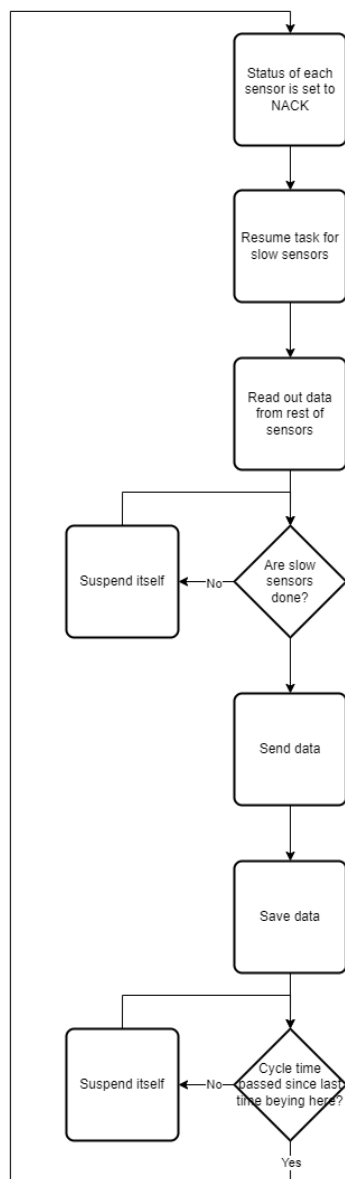 Status of each
sensor is set to
NACK
Resume task for
slow sensors
Read out data
from rest of
sensors
Suspend itself
No
Are slow
sensors
done?
Send data
Save data
Suspend itself
No
Cycle time
passed since last
time beying here?
Yes